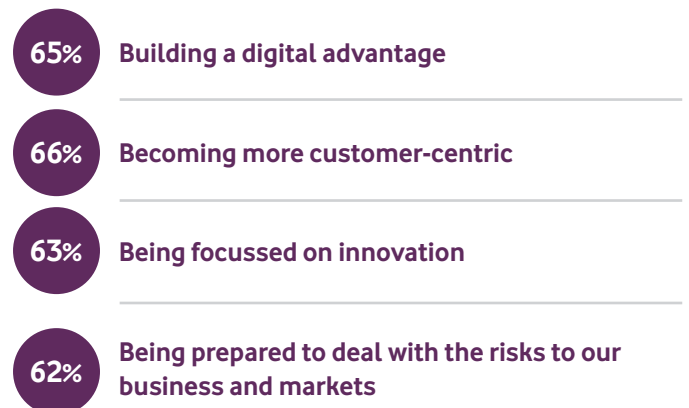 65% Building a digital advantage
66% Becoming more customer-centric
63% Being focussed on innovation
62% Being prepared to deal with the risks to our
business and markets